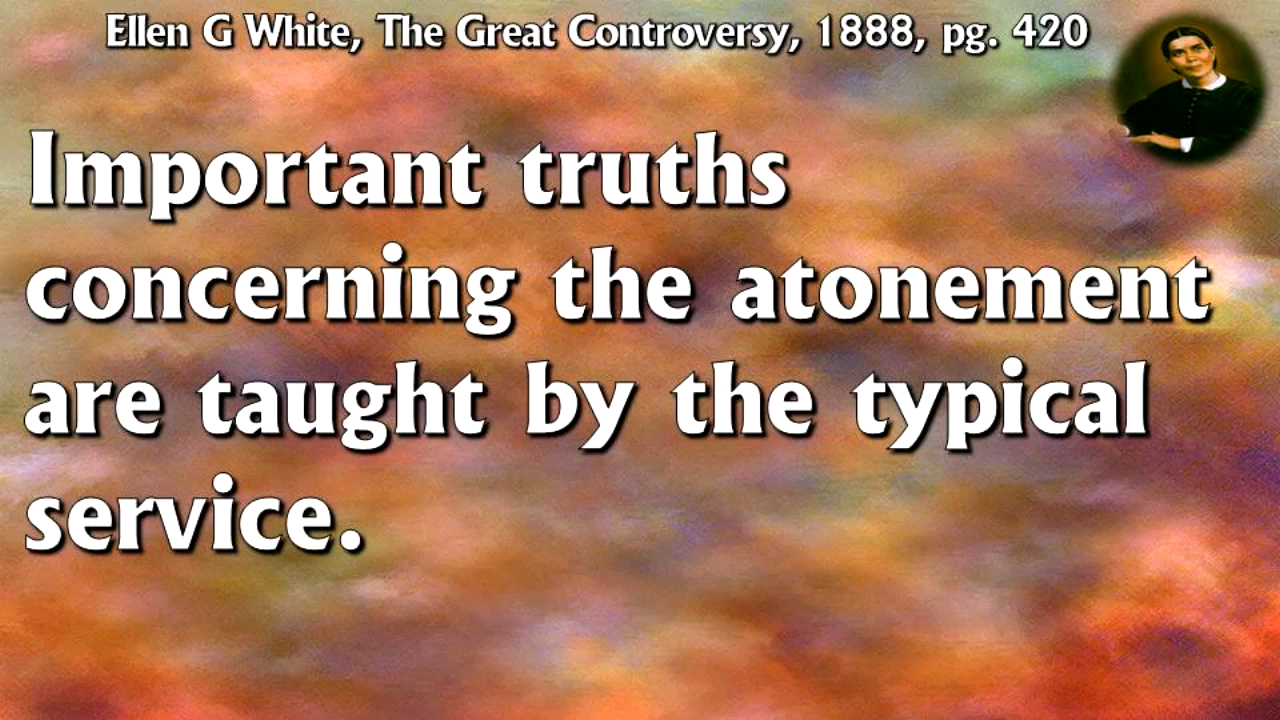 Ellen G White, The Great Controversy, 1888, pg. 420
Important truths
concerning the atonement
are taught by the typical
service.